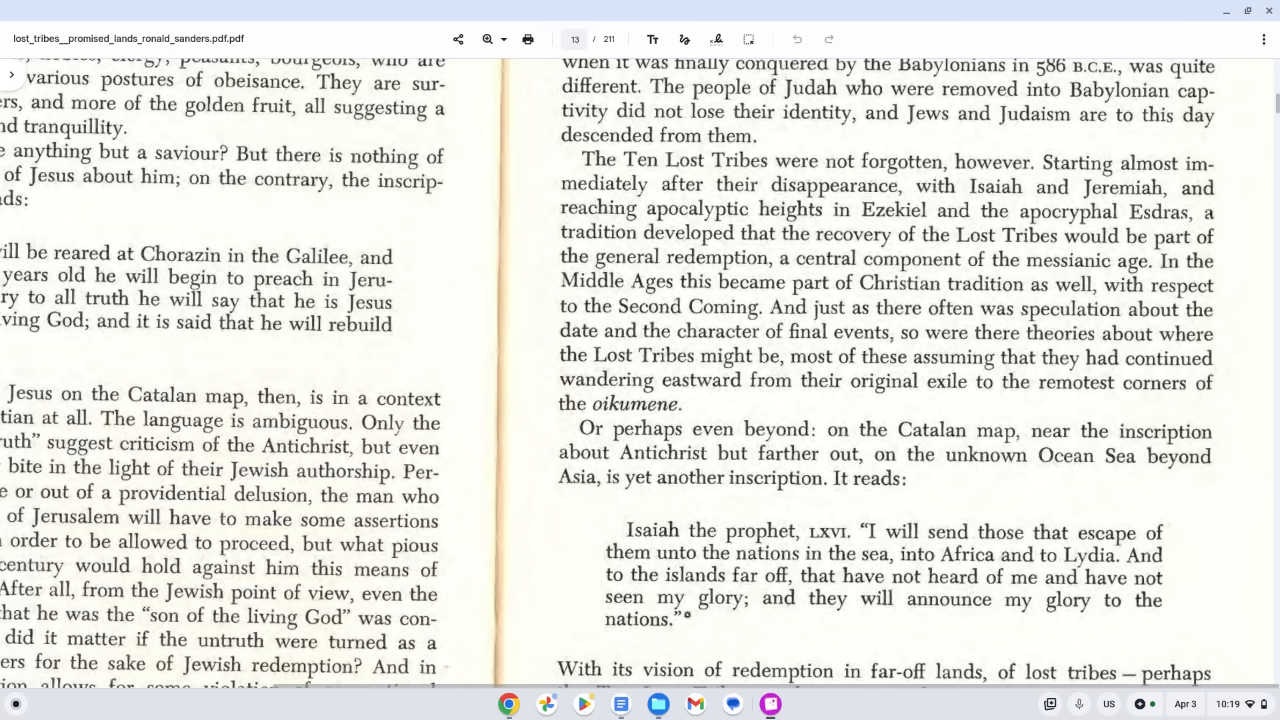 lost_tribes__promised_lands_ronald_sanders.pdf.pdf
13 / 211
various postures of obeisance. They are sur-
ers, and more of the golden fruit, all suggesting a
nd tranquillity.
e anything but a saviour? But there is nothing of
of Jesus about him; on the contrary, the inscrip-
ds:
ill be reared at Chorazin in the Galilee, and
years old he will begin to preach in Jeru-
ry to all truth he will say that he is Jesus
ving God; and it is said that he will rebuild
Jesus on the Catalan map, then, is in a context
tian at all. The language is ambiguous. Only the
ruth” suggest criticism of the Antichrist, but even
bite in the light of their Jewish authorship. Per-
e or out of a providential delusion, the man who
of Jerusalem will have to make some assertions
n order to be allowed to proceed, but what pious
century would hold against him this means of
After all, from the Jewish point of view, even the
that he was the “son of the living God” was con-
did it matter if the untruth were turned as a
ers for the sake of Jewish redemption? And in
when it was finally conquered by the Babylonians in 586 B.C.E., was quite
different. The people of Judah who were removed into Babylonian cap-
tivity did not lose their identity, and Jews and Judaism are to this day
descended from them.
The Ten Lost Tribes were not forgotten, however. Starting almost im-
mediately after their disappearance, with Isaiah and Jeremiah, and
reaching apocalyptic heights in Ezekiel and the apocryphal Esdras, a
tradition developed that the recovery of the Lost Tribes would be part of
the general redemption, a central component of the messianic age. In the
Middle Ages this became part of Christian tradition as well, with respect
to the Second Coming. And just as there often was speculation about the
date and the character of final events, so were there theories about where
the Lost Tribes might be, most of these assuming that they had continued
wandering eastward from their original exile to the remotest corners of
the oikumene.
Or perhaps even beyond: on the Catalan map, near the inscription
about Antichrist but farther out, on the unknown Ocean Sea beyond
Asia, is yet another inscription. It reads:
Isaiah the prophet, LXVI. “I will send those that escape of
them unto the nations in the sea, into Africa and to Lydia. And
to the islands far off, that have not heard of me and have not
seen my glory; and they will announce my glory to the
nations.”*
With its vision of redemption in far-off lands, of lost tribes – perhaps
US
Apr 3
10:19